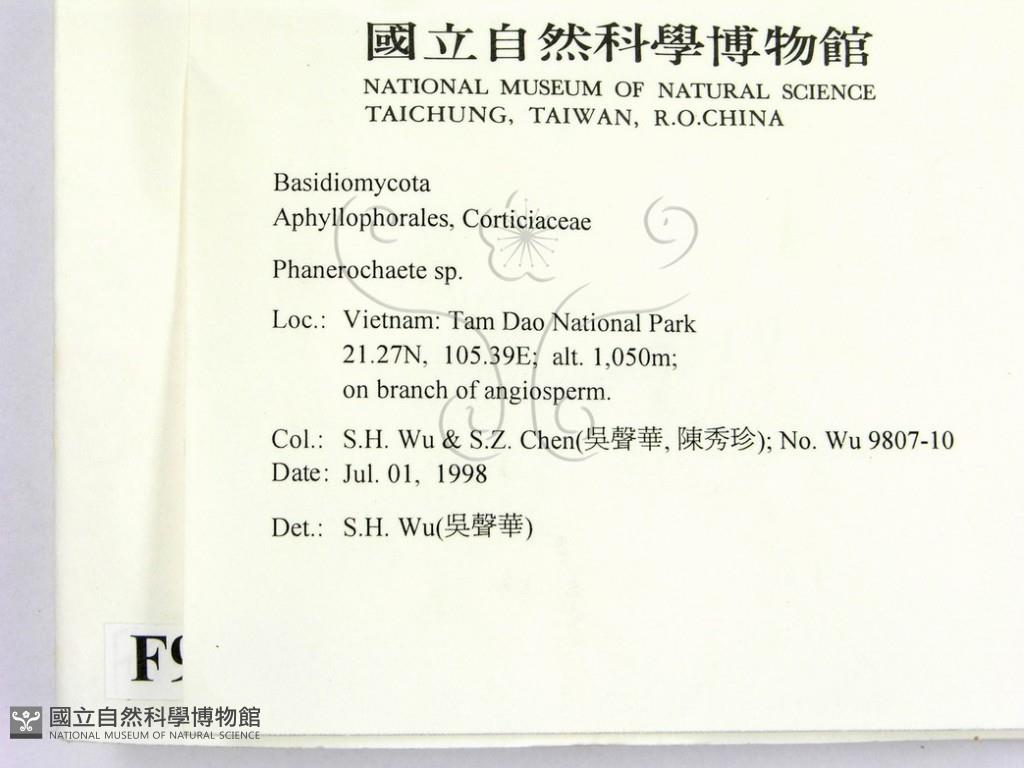 國立自然科學博物館
NATIONAL MUSEUM OF NATURAL SCIENCE
TAICHUNG, TAIWAN, R.O.CHINA
Basidiomycota
Aphyllophorales, Corticiaceae
Phanerochaete sp.
Loc.: Vietnam: Tam Dao National Park
21.27N, 105.39E; alt. 1,050m;
on branch of angiosperm.
Col.: S.H. Wu & S.Z. Chen(吳聲華, 陳秀珍); No. Wu 9807-10
Date: Jul. 01, 1998
Det.: S.H. Wu(吳聲華)
F9
國立自然科學博物館
NATIONAL MUSEUM OF NATURAL SCIENCE